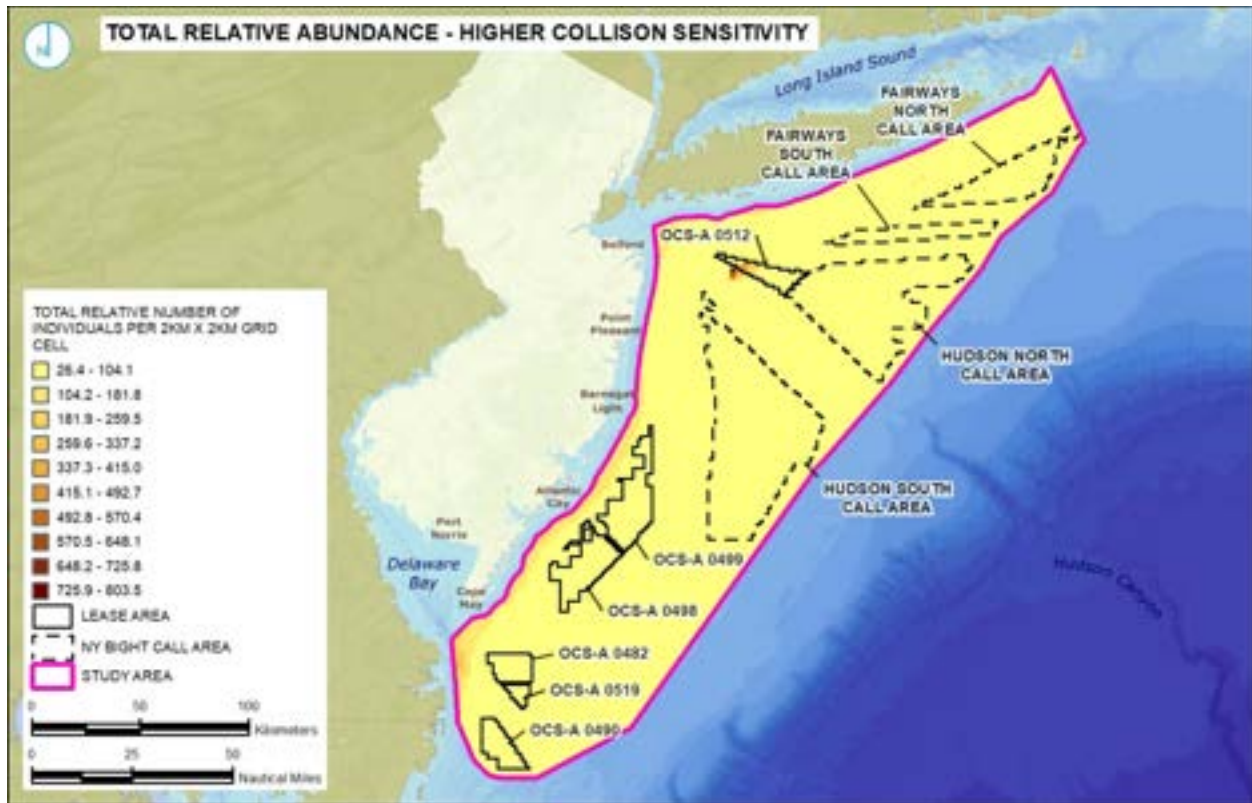 N
TOTAL RELATIVE ABUNDANCE - HIGHER COLLISON SENSITIVITY
Long Island Sound
FAIRWAYS
NORTH
CALL AREA
FAIRWAYS
SOUTH
CALL AREA
OCS-A 0512
Belford
Point
Pleasant
Barnegat
Light
HUDSON NORTH
CALL AREA
HUDSON SOUTH
CALL AREA
Atlantic
City
Port
Norris
Delaware
Bay
Cape
May
OCS-A 0499
OCS-A 0498
OCS-A 0482
OCS-A 0519
OCS-A 0490
Hudson Canyon
TOTAL RELATIVE NUMBER OF
INDIVIDUALS PER 2KM X 2KM GRID
CELL
26.4 - 104.1
104.2 - 181.8
181.9 - 259.5
259.6 - 337.2
337.3 - 415.0
415.1 - 492.7
492.8 - 570.4
570.5 - 648.1
648.2 - 725.8
725.9 - 803.5
LEASE AREA
NY BIGHT CALL AREA
STUDY AREA
0 50 100
Kilometers
0 25 50
Nautical Miles